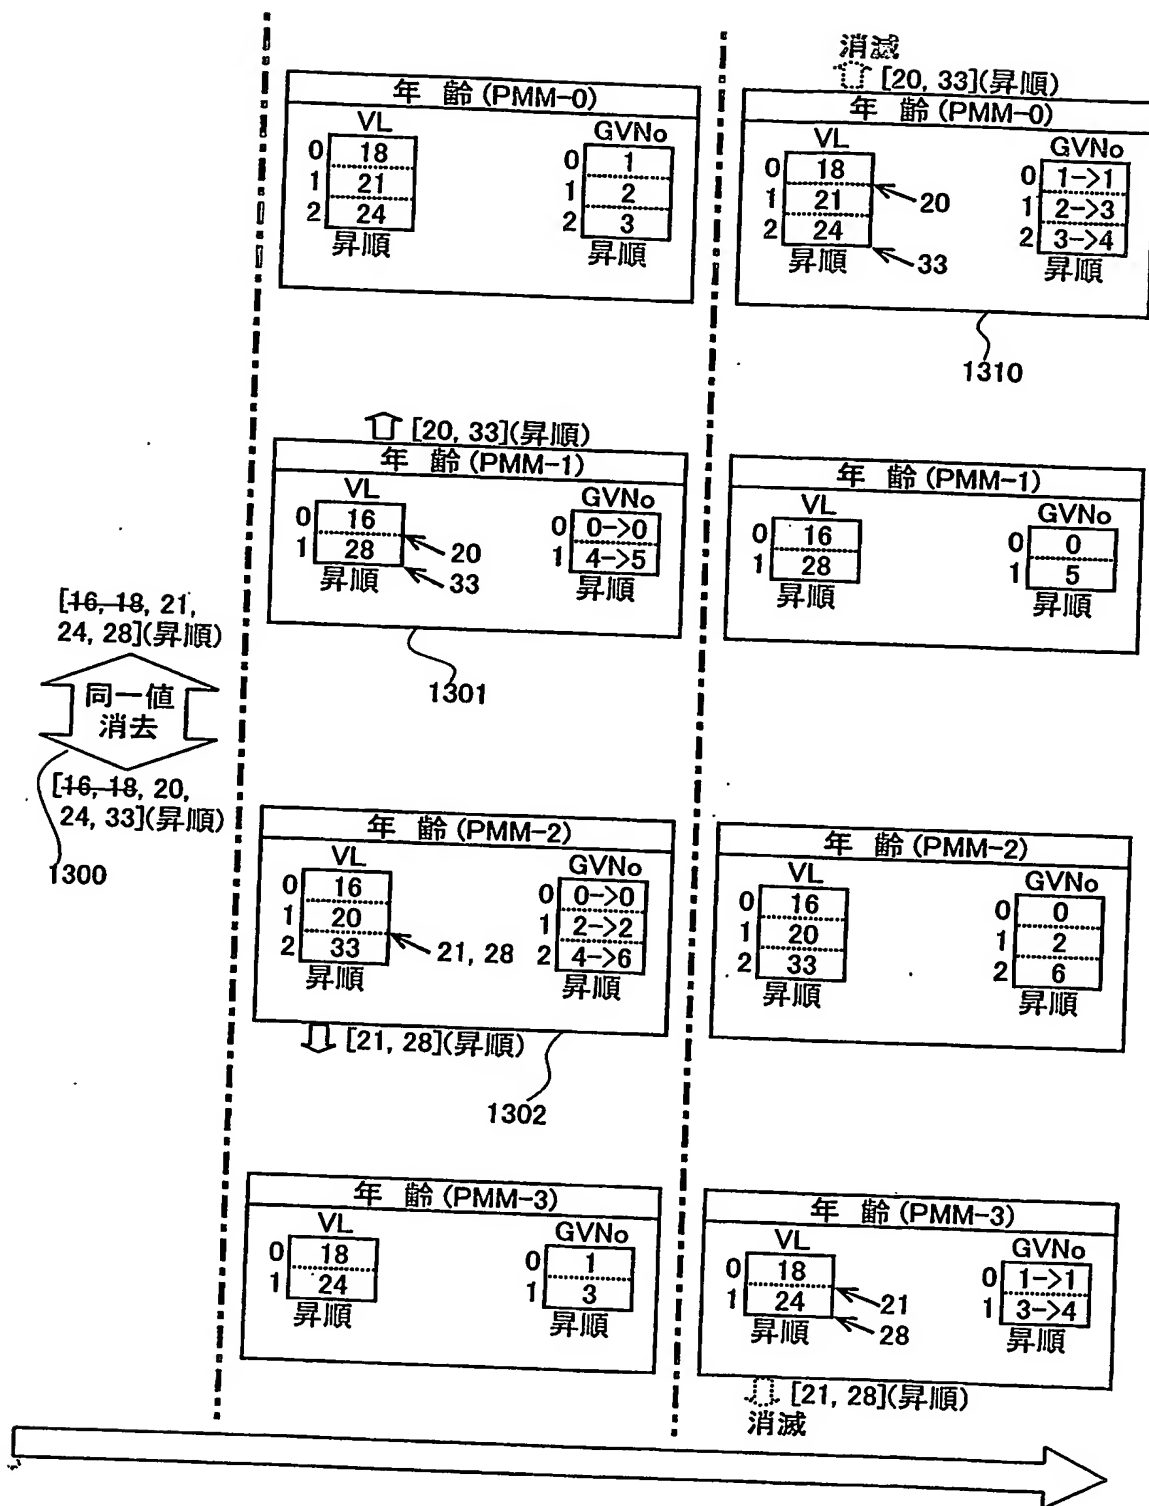 [16, 18, 21,
24, 28](昇順)
同一値
消去
[16, 18, 20,
24, 33](昇順)
1300
年 齢(PMM-0)
VL
GVNo
0 18
1 21
2 24
昇順
0 1
1 2
2 3
昇順
[20, 33](昇順)
年 齢(PMM-1)
VL
GVNo
0 16
1 28
昇順
20
33
0 0->0
1 4->5
昇順
1301
年 齢(PMM-2)
VL
GVNo
0 16
1 20
2 33
昇順
21, 28
0 0->0
1 2->2
2 4->6
昇順
[21, 28](昇順)
1302
年 齢(PMM-3)
VL
GVNo
0 18
1 24
昇順
0 1
1 3
昇順
消滅
[20, 33](昇順)
年 齢(PMM-0)
VL
GVNo
0 18
1 21
2 24
昇順
20
33
0 1->1
1 2->3
2 3->4
昇順
1310
年 齢(PMM-1)
VL
GVNo
0 16
1 28
昇順
0 0
1 5
昇順
年 齢(PMM-2)
VL
GVNo
0 16
1 20
2 33
昇順
0 0
1 2
2 6
昇順
年 齢(PMM-3)
VL
GVNo
0 18
1 24
昇順
21
28
0 1->1
1 3->4
昇順
[21, 28](昇順)
消滅